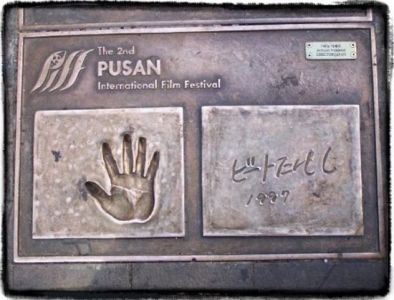 The 2nd
PUSAN
International Film Festival
ビートたけし
1997